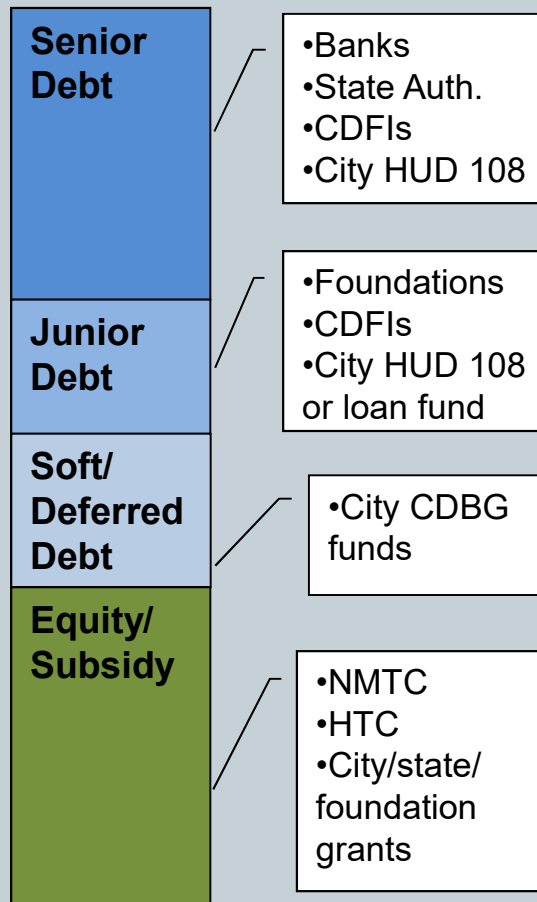 Senior
Debt
•Banks
•State Auth.
•CDFIs
•City HUD 108
Junior
Debt
•Foundations
•CDFIs
•City HUD 108
or loan fund
Soft/
Deferred
Debt
•City CDBG
funds
Equity/
Subsidy
•NMTC
•HTC
•City/state/
foundation
grants